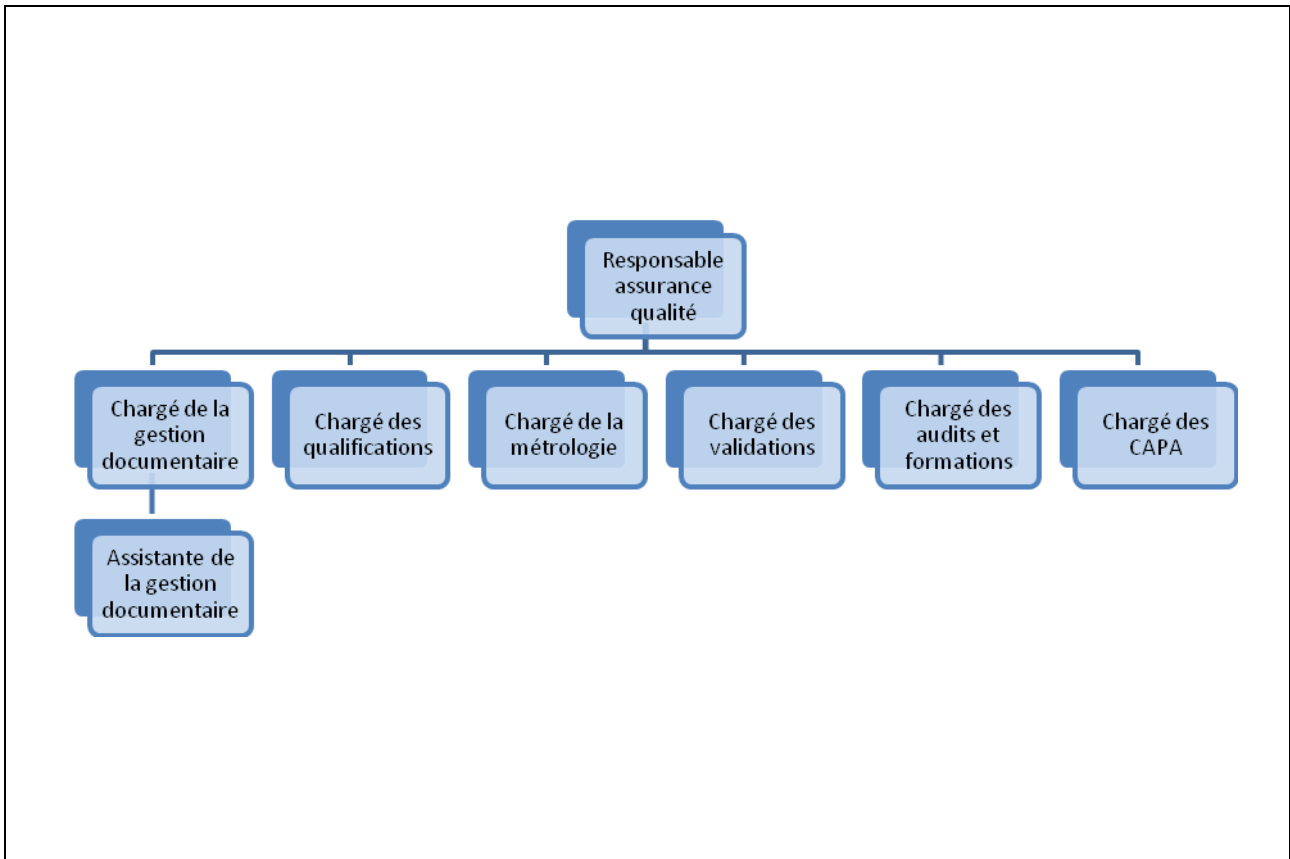 Responsable
assurance
qualité
Chargé de la
gestion
documentaire
Chargé des
qualifications
Chargé de la
métrologie
Chargé des
validations
Chargé des
audits et
formations
Chargé des
CAPA
Assistante de
la gestion
documentaire